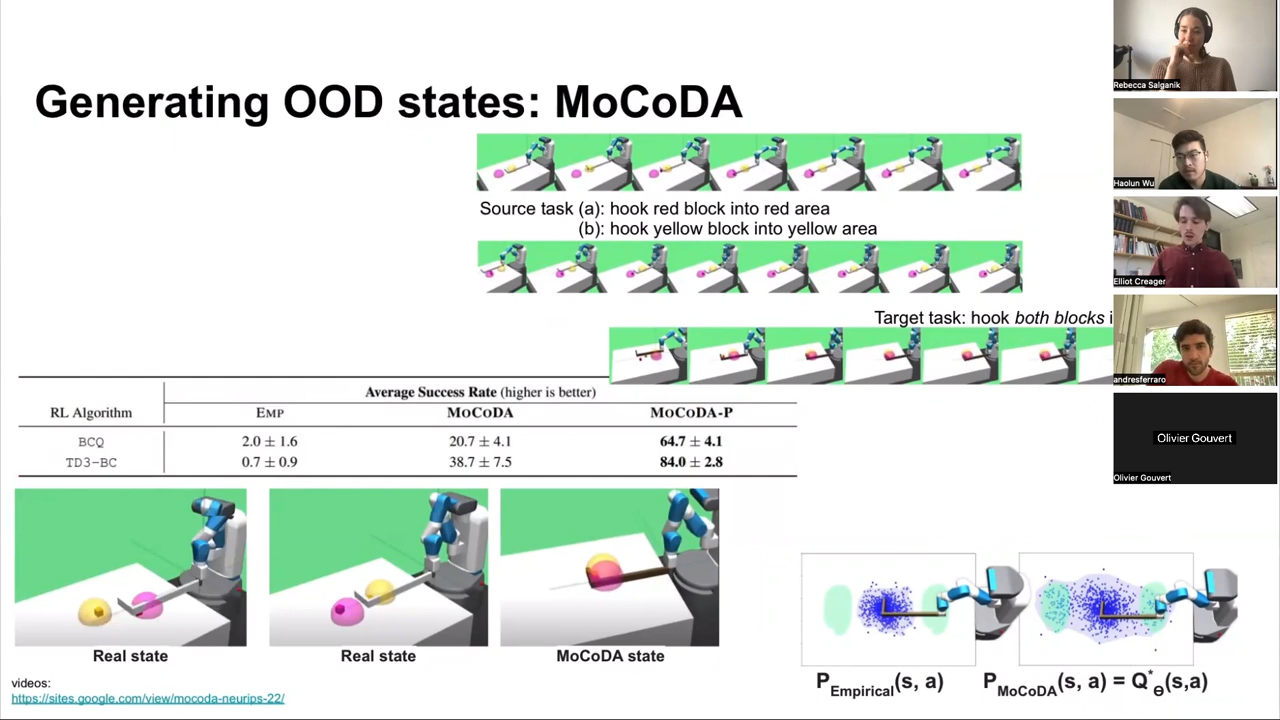 Generating OOD states: MoCoDA
Source task (a): hook red block into red area
(b): hook yellow block into yellow area
Target task: hook both blocks i
Average Success Rate (higher is better)
RL Algorithm EMP MOCODA MOCODA-P
BCQ 2.0 ± 1.6 20.7 ± 4.1 64.7 ± 4.1
TD3-BC 0.7 ± 0.9 38.7 ± 7.5 84.0 ± 2.8
Real state
Real state
MoCoDA state
P_Empirical(s, a)
P_MoCoDA(s, a) = Q*_Θ(s,a)
videos:
https://sites.google.com/view/mocoda-neurips-22/
Rebecca Salganik
Haolun Wu
Elliot Creager
andresferraro
Olivier Gouvert
Olivier Gouvert